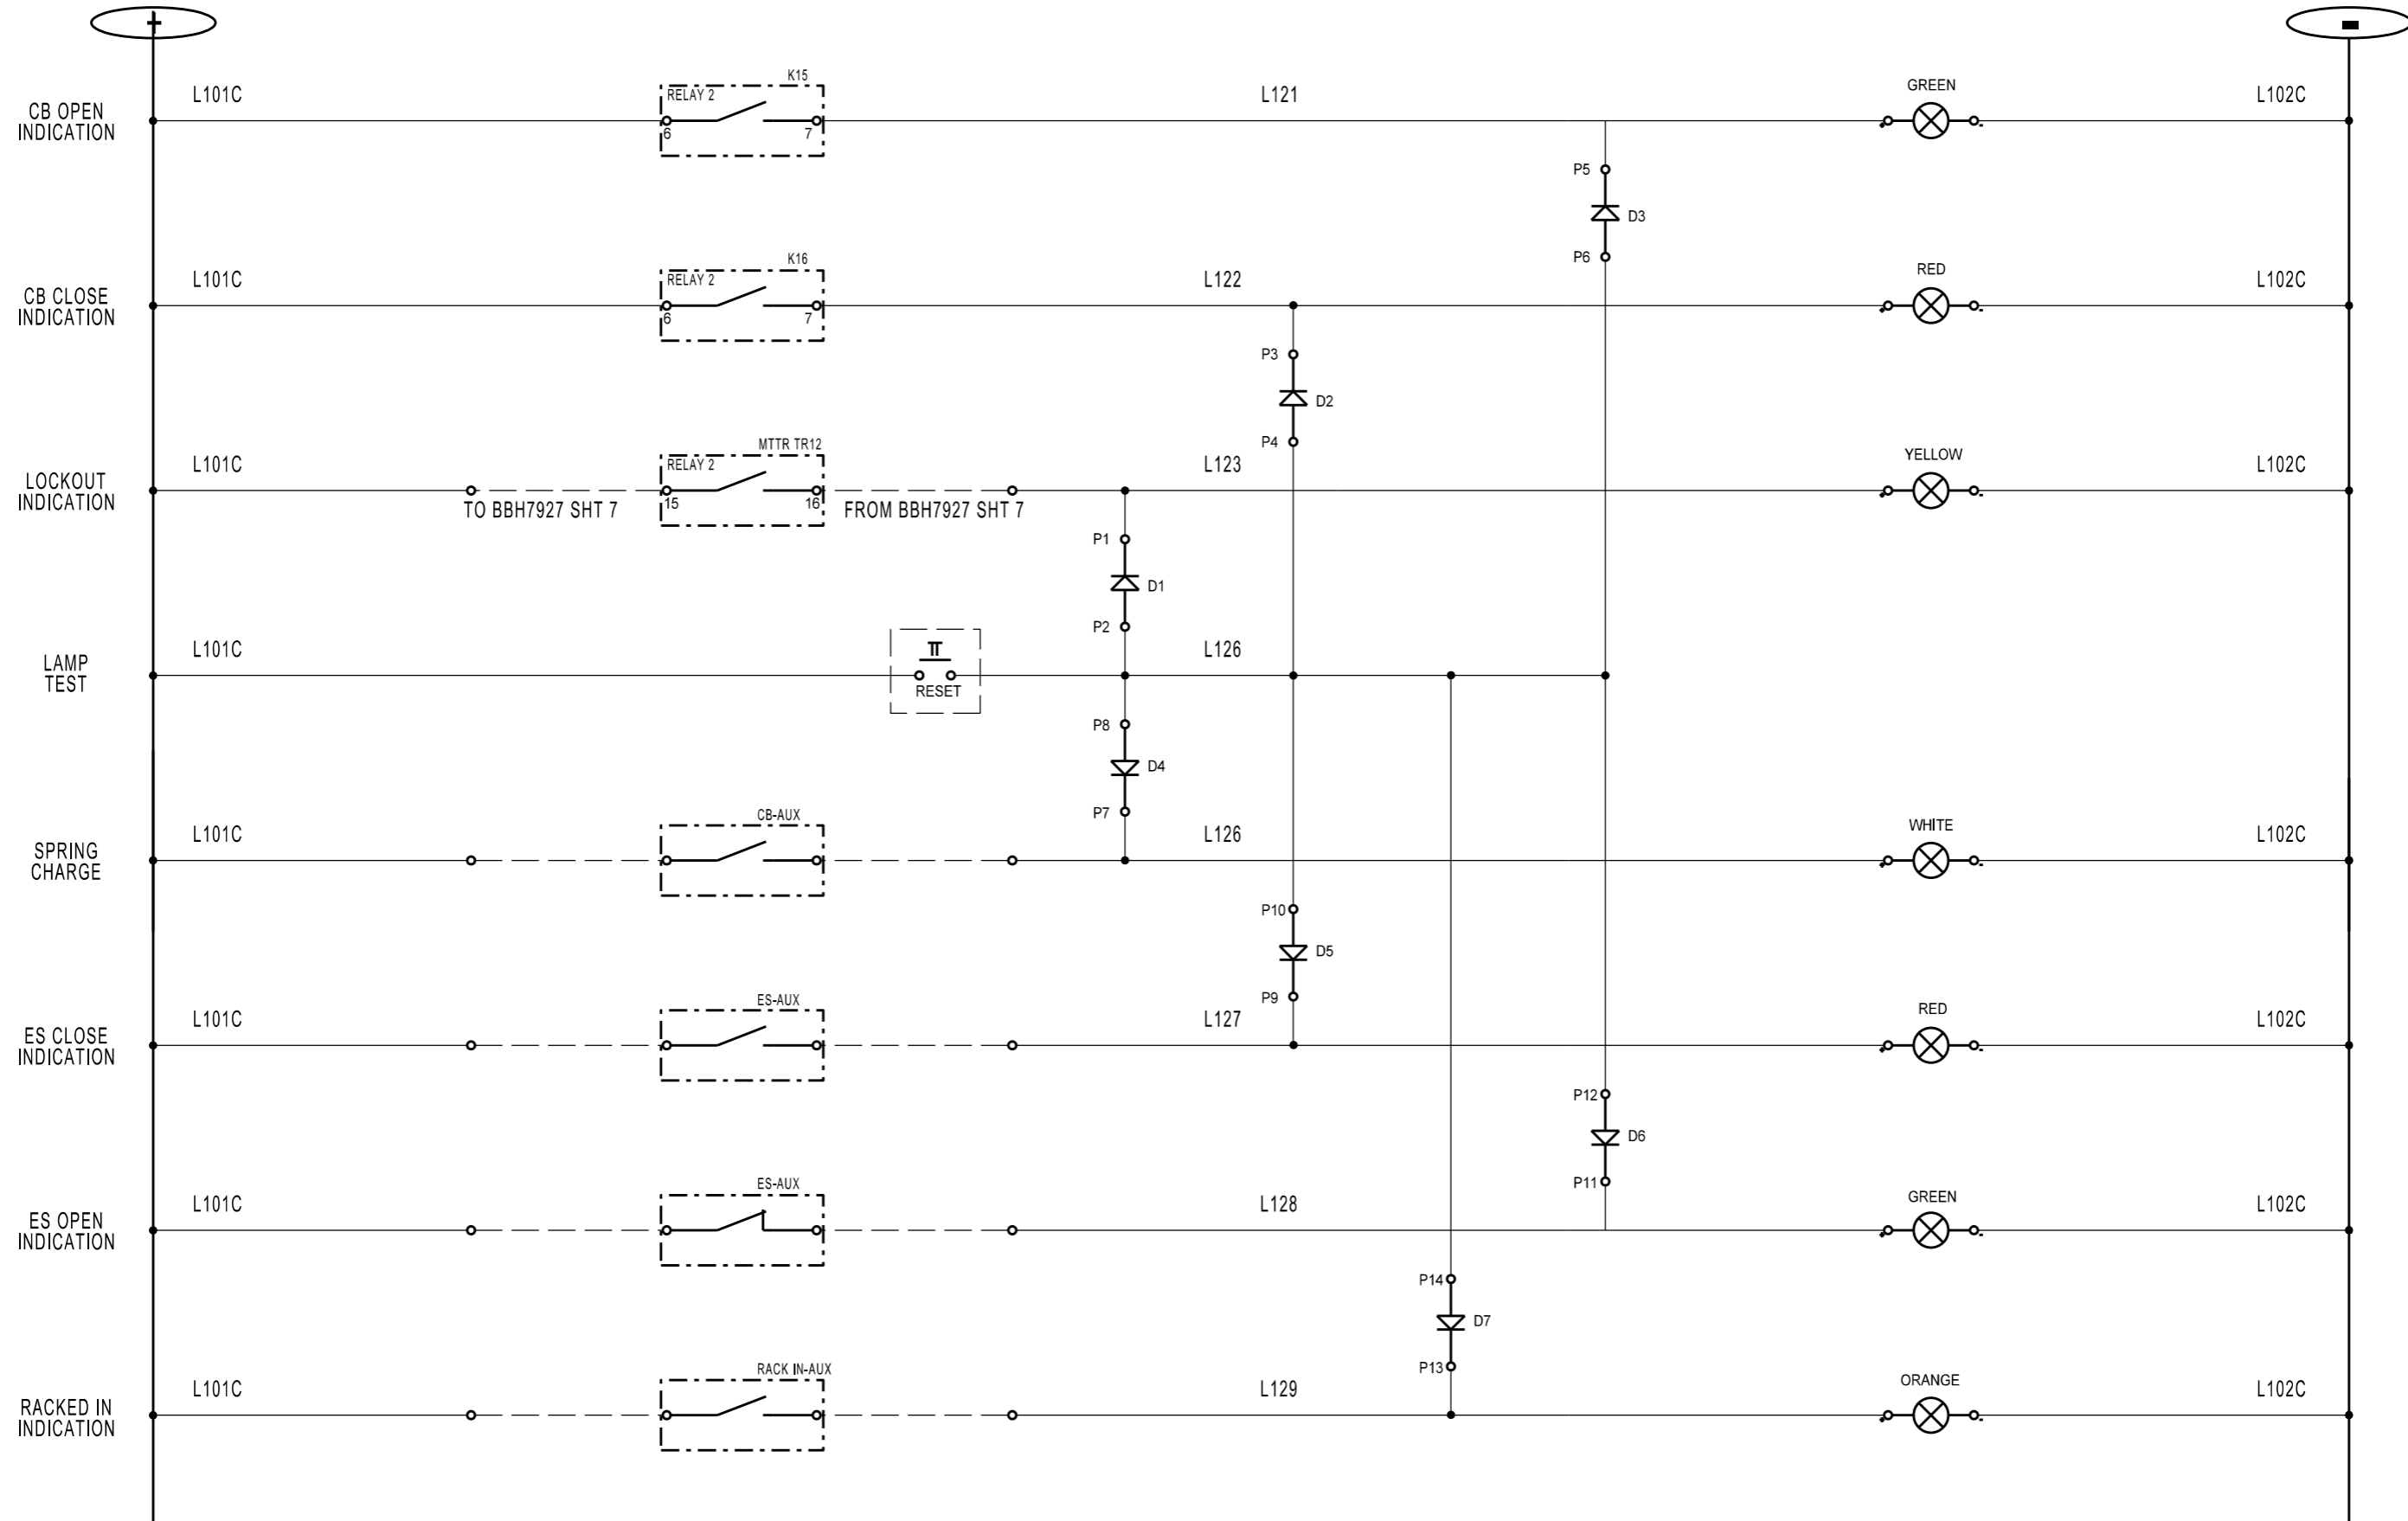 +
-
K15
L101C
RELAY 2
L121
GREEN
L102C
CB OPEN
INDICATION
6
7
P5
D3
P6
K16
L101C
RELAY 2
L122
RED
L102C
CB CLOSE
INDICATION
6
7
P3
D2
P4
MTTR TR12
L101C
RELAY 2
L123
YELLOW
L102C
LOCKOUT
INDICATION
TO BBH7927 SHT 7
15
16
FROM BBH7927 SHT 7
P1
D1
P2
L101C
L126
LAMP
TEST
RESET
P8
D4
P7
CB-AUX
L101C
L126
WHITE
L102C
SPRING
CHARGE
P10
D5
P9
ES-AUX
L101C
L127
RED
L102C
ES CLOSE
INDICATION
P12
D6
P11
ES-AUX
L101C
L128
GREEN
L102C
ES OPEN
INDICATION
P14
D7
P13
RACK IN-AUX
L101C
L129
ORANGE
L102C
RACKED IN
INDICATION